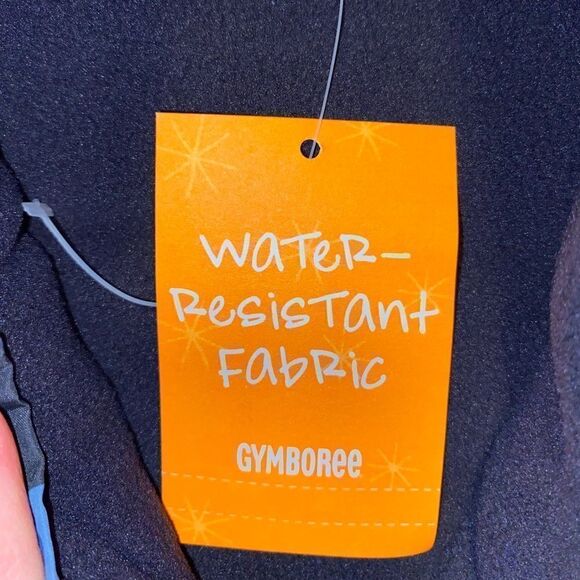 WaTeR-
ResisTanT
FabRic
GYMBORee